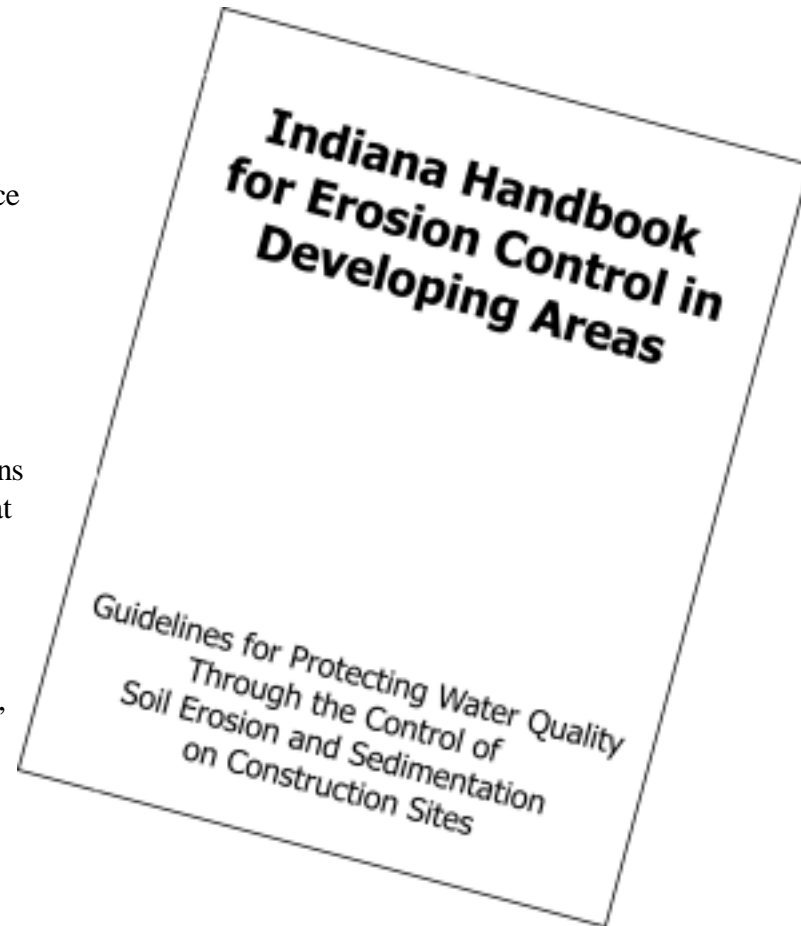 Indiana Handbook
for Erosion Control in
Developing Areas
Guidelines for Protecting Water Quality
Through the Control of
Soil Erosion and Sedimentation
on Construction Sites